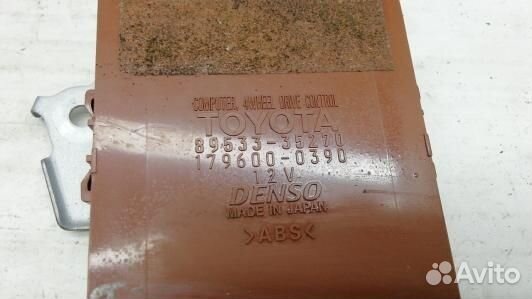 COMPUTER, 4WHEEL DRIVE CONTROL
TOYOTA
89533-35270
179600-0390
12V
DENSO
MADE IN JAPAN
>ABS<
Avito